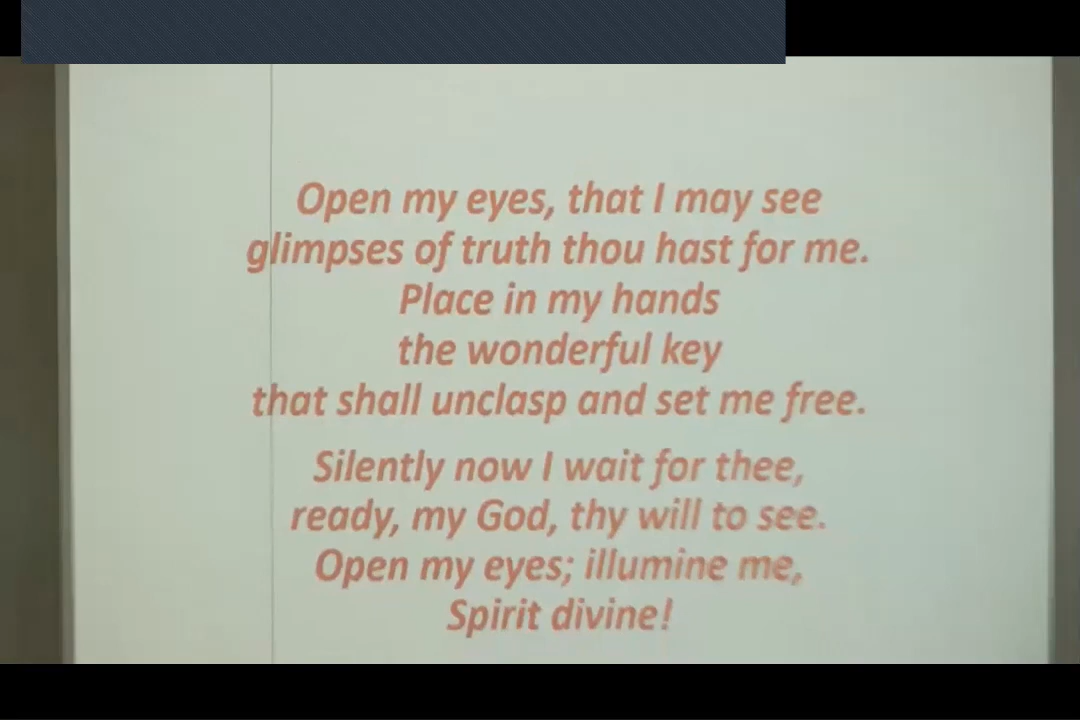 Open my eyes, that I may see
glimpses of truth thou hast for me.
Place in my hands
the wonderful key
that shall unclasp and set me free.
Silently now I wait for thee,
ready, my God, thy will to see.
Open my eyes; illumine me,
Spirit divine!